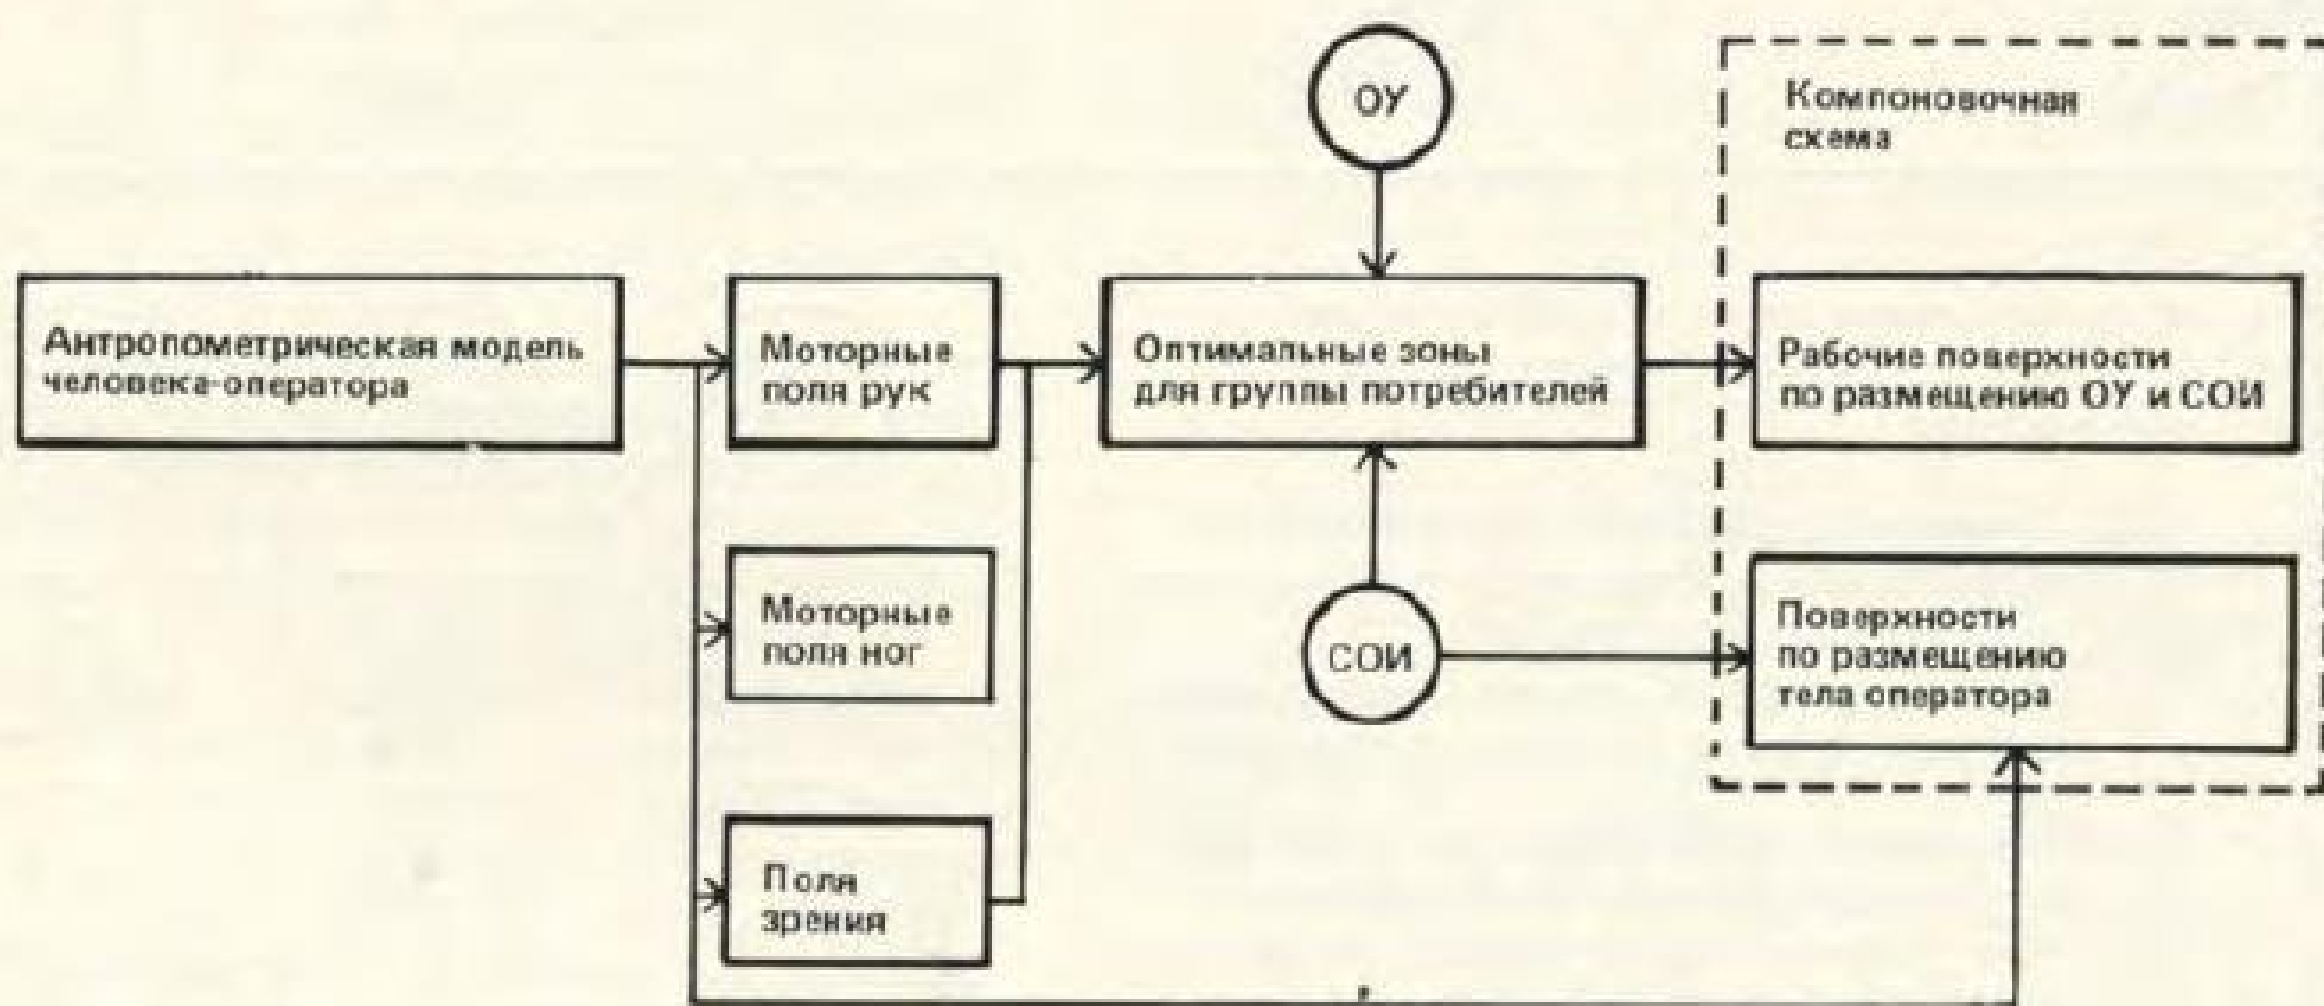 ОУ
Компоновочная
схема
Антропометрическая модель
человека-оператора
Моторные
поля рук
Оптимальные зоны
для группы потребителей
Рабочие поверхности
по размещению ОУ и СОИ
Моторные
поля ног
СОИ
Поверхности
по размещению
тела оператора
Поля
зрения